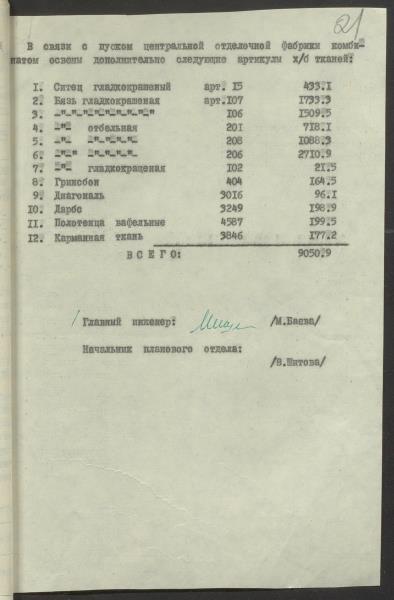 21
В связи с пуском центральной отделочной фабрики комби-
натом освоены дополнительно следующие артикулы х/б тканей:
1. Ситец гладкокрашеный арт. 15 433.1
2. Бязь гладкокрашеная арт.107 1733.3
3. -"-"-"-"-"-"-"-" 106 1509.5
4. -"- отбельная 201 718.1
5. -"- -"-"-"-"- 208 1088.3
6. -"-" -"-"-"-"- 206 2710.9
7. -"- гладкокрашеная 102 21.5
8. Гринсбон 404 164.5
9. Диагональ 3016 96.1
10. Ларбс 3249 198.9
11. Полотенца вафельные 4587 199.5
12. Карманная ткань 3846 177.2
ВСЕГО: 9050.9
Главный инженер: /М.Баева/
Начальник планового отдела:
/В.Шитова/